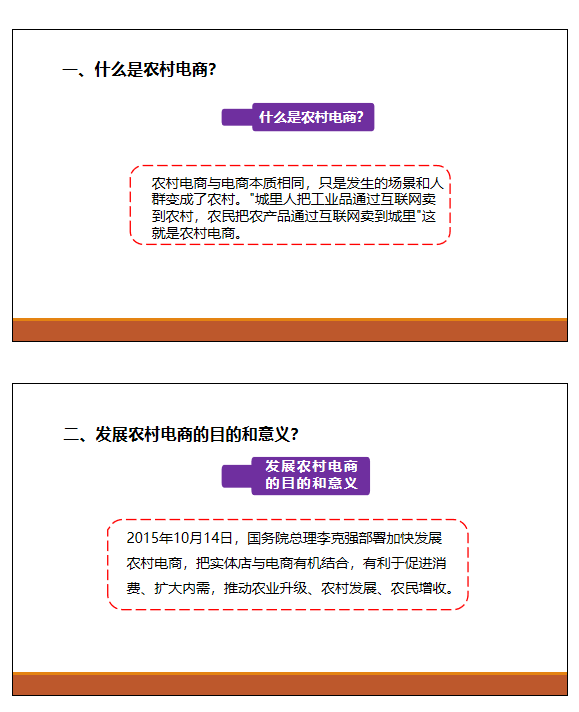 一、什么是农村电商？
什么是农村电商？
农村电商与电商本质相同，只是发生的场景和人
群变成了农村。"城里人把工业品通过互联网卖
到农村，农民把农产品通过互联网卖到城里"这
就是农村电商。
二、发展农村电商的目的和意义？
发展农村电商
的目的和意义
2015年10月14日，国务院总理李克强部署加快发展
农村电商，把实体店与电商有机结合，有利于促进消
费、扩大内需，推动农业升级、农村发展、农民增收。